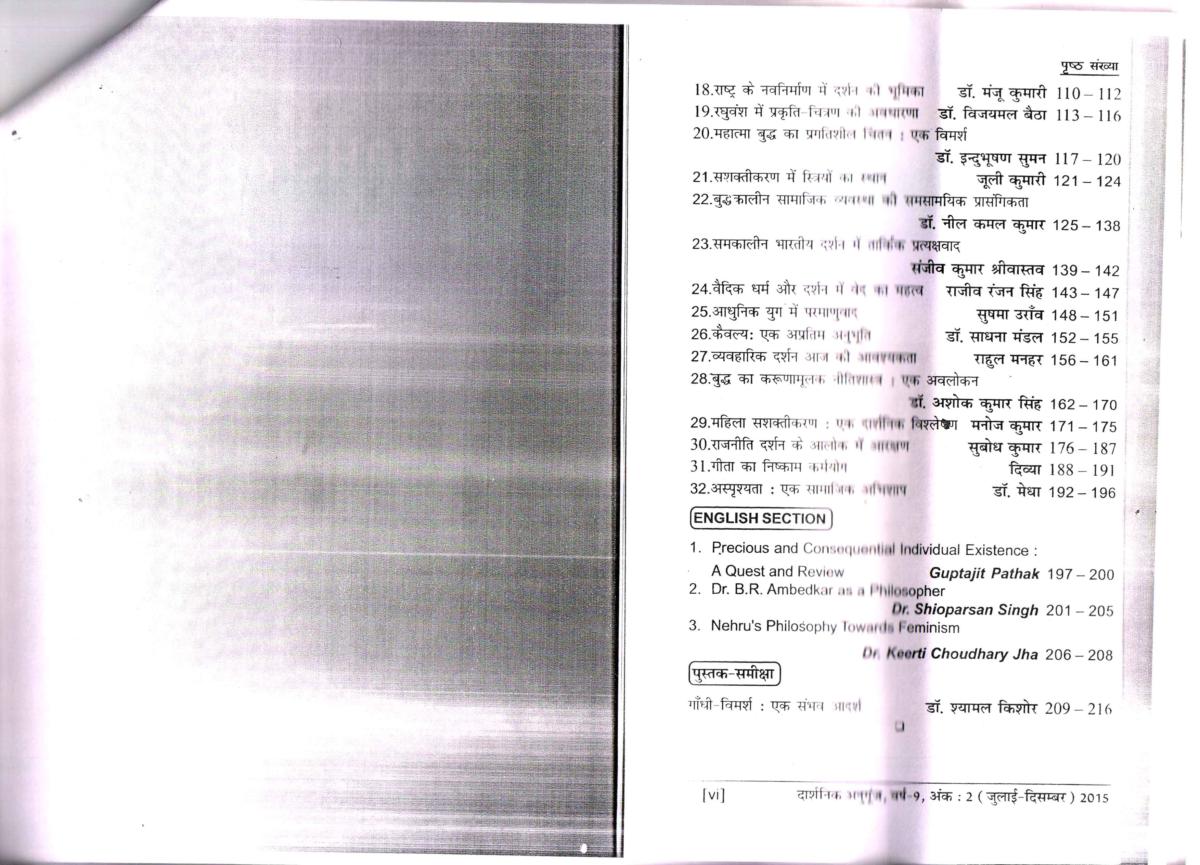 पृष्ठ संख्या
18.राष्ट्र के नवनिर्माण में दर्शन की भूमिका डॉ. मंजू कुमारी 110 – 112
19.रघुवंश में प्रकृति-चित्रण की अवधारणा डॉ. विजयमल बैठा 113 – 116
20.महात्मा बुद्ध का प्रगतिशील चिंतन : एक विमर्श
डॉ. इन्दुभूषण सुमन 117 – 120
21.सशक्तीकरण में स्त्रियों का स्थान जूली कुमारी 121 – 124
22.बुद्धकालीन सामाजिक व्यवस्था की समसामयिक प्रासंगिकता
डॉ. नील कमल कुमार 125 – 138
23.समकालीन भारतीय दर्शन में तार्किक प्रत्यक्षवाद
संजीव कुमार श्रीवास्तव 139 – 142
24.वैदिक धर्म और दर्शन में वेद का महत्व राजीव रंजन सिंह 143 – 147
25.आधुनिक युग में परमाणुवाद सुषमा उराँव 148 – 151
26.कैवल्य: एक अप्रतिम अनुभूति डॉ. साधना मंडल 152 – 155
27.व्यवहारिक दर्शन आज की आवश्यकता राहुल मनहर 156 – 161
28.बुद्ध का करूणामूलक नीतिशास्त्र : एक अवलोकन
डॉ. अशोक कुमार सिंह 162 – 170
29.महिला सशक्तीकरण : एक दार्शनिक विश्लेषण मनोज कुमार 171 – 175
30.राजनीति दर्शन के आलोक में आरक्षण सुबोध कुमार 176 – 187
31.गीता का निष्काम कर्मयोग दिव्या 188 – 191
32.अस्पृश्यता : एक सामाजिक अभिशाप डॉ. मेधा 192 – 196
ENGLISH SECTION
1. Precious and Consequential Individual Existence :
A Quest and Review Guptajit Pathak 197 – 200
2. Dr. B.R. Ambedkar as a Philosopher
Dr. Shioparsan Singh 201 – 205
3. Nehru's Philosophy Towards Feminism
Dr. Keerti Choudhary Jha 206 – 208
पुस्तक-समीक्षा
गाँधी-विमर्श : एक संभव आदर्श डॉ. श्यामल किशोर 209 – 216
[vi] दार्शनिक अनुगूंज, वर्ष-9, अंक : 2 ( जुलाई-दिसम्बर ) 2015